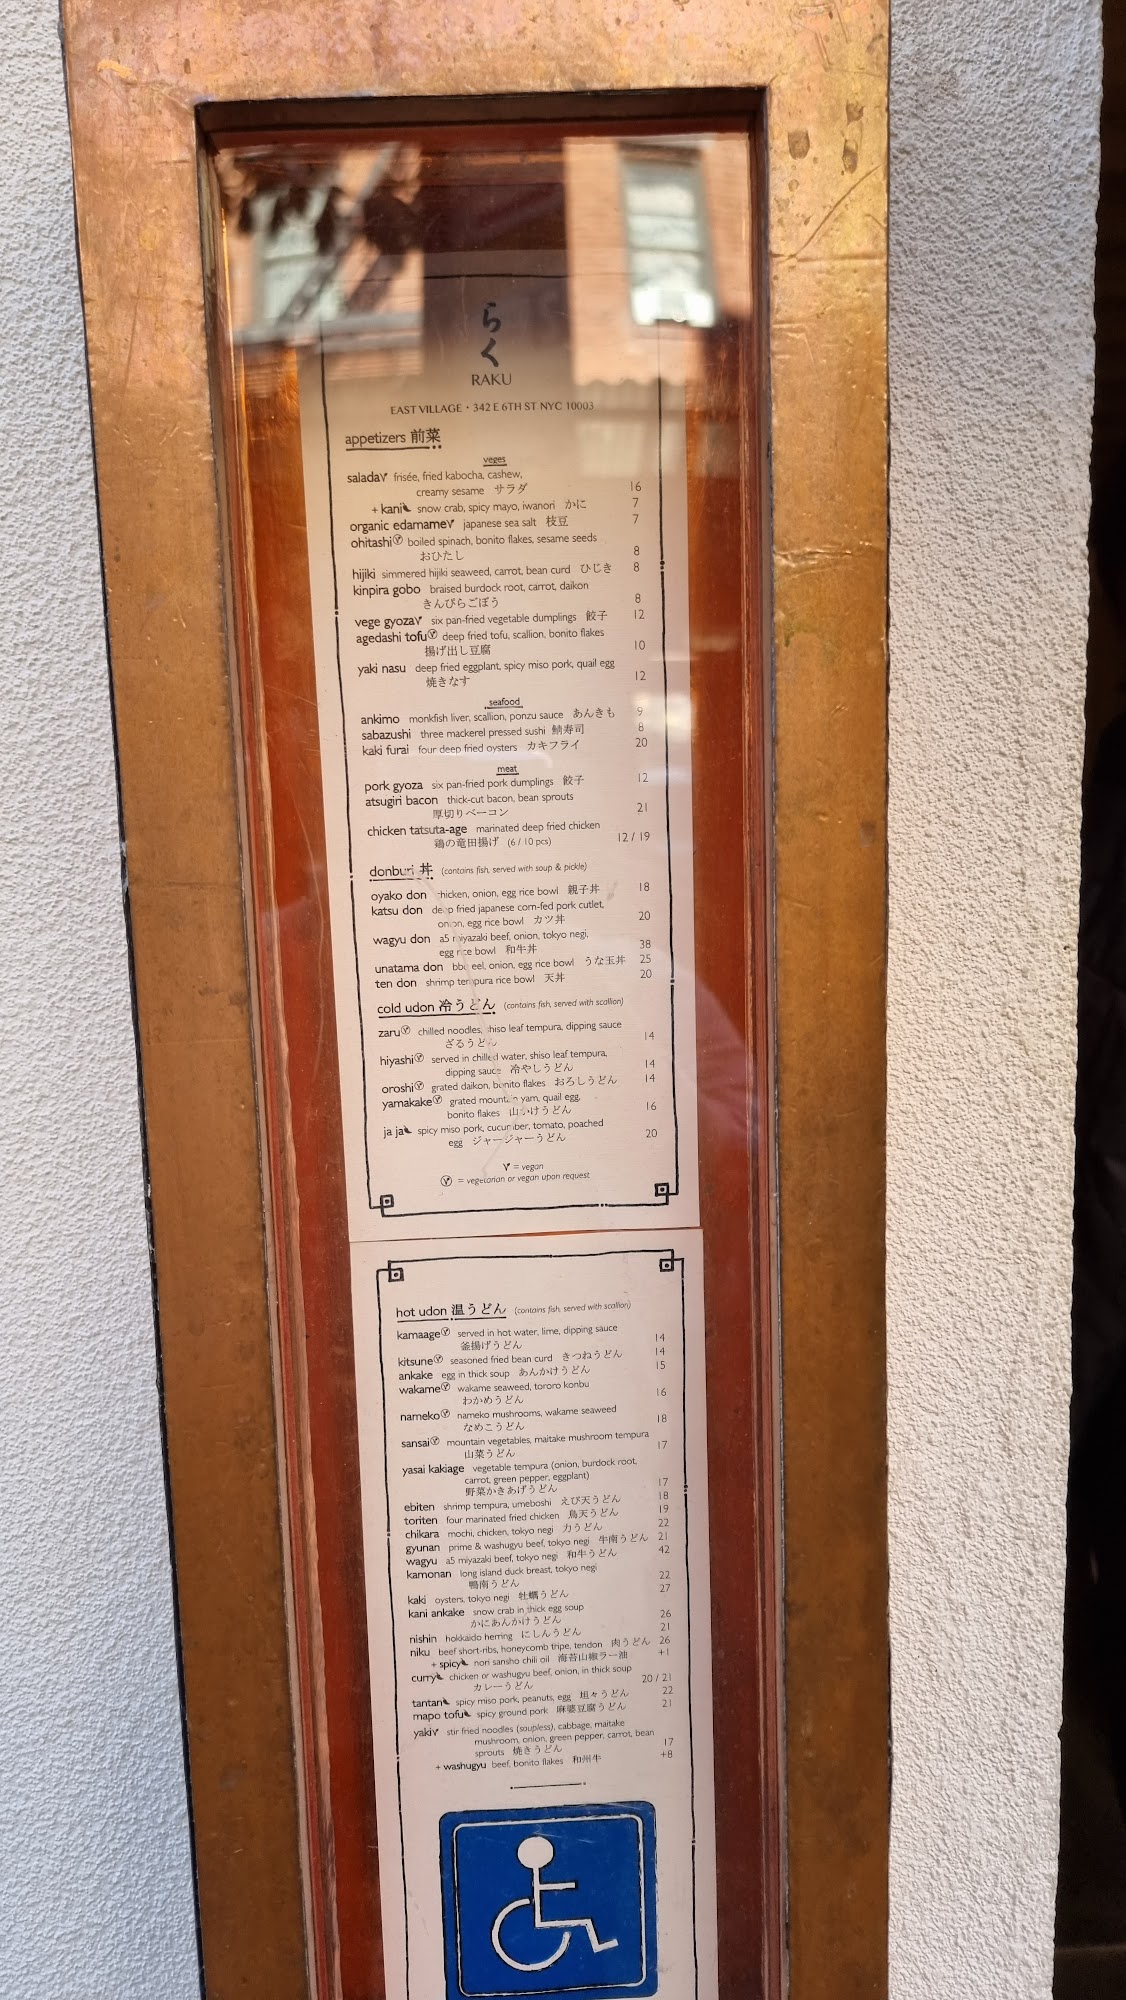 らく
RAKU
EAST VILLAGE • 342 E 6TH ST NYC 10003
appetizers 前菜
veges
salada frisée, fried kabocha, cashew,
creamy sesame サラダ 16
+ kani snow crab, spicy mayo, iwanori かに 7
organic edamame japanese sea salt 枝豆 7
ohitashi boiled spinach, bonito flakes, sesame seeds
おひたし 8
hijiki simmered hijiki seaweed, carrot, bean curd ひじき 8
kinpira gobo braised burdock root, carrot, daikon
きんぴらごぼう 8
vege gyoza six pan-fried vegetable dumplings 餃子 12
agedashi tofu deep fried tofu, scallion, bonito flakes
揚げ出し豆腐 10
yaki nasu deep fried eggplant, spicy miso pork, quail egg
焼きなす 12
seafood
ankimo monkfish liver, scallion, ponzu sauce あんきも 9
sabazushi three mackerel pressed sushi 鯖寿司 8
kaki furai four deep fried oysters カキフライ 20
meat
pork gyoza six pan-fried pork dumplings 餃子 12
atsugiri bacon thick-cut bacon, bean sprouts
厚切りベーコン 21
chicken tatsuta-age marinated deep fried chicken
鶏の竜田揚げ (6 / 10 pcs) 12 / 19
donburi 丼 (contains fish, served with soup & pickle)
oyako don chicken, onion, egg rice bowl 親子丼 18
katsu don deep fried japanese corn-fed pork cutlet,
onion, egg rice bowl カツ丼 20
wagyu don a5 miyazaki beef, onion, tokyo negi,
egg rice bowl 和牛丼 38
unatama don bbq eel, onion, egg rice bowl うな玉丼 25
ten don shrimp tempura rice bowl 天丼 20
cold udon 冷うどん (contains fish, served with scallion)
zaru chilled noodles, shiso leaf tempura, dipping sauce
ざるうどん 14
hiyashi served in chilled water, shiso leaf tempura,
dipping sauce 冷やしうどん 14
oroshi grated daikon, bonito flakes おろしうどん 14
yamakake grated mountain yam, quail egg,
bonito flakes 山かけうどん 16
ja ja spicy miso pork, cucumber, tomato, poached
egg ジャージャーうどん 20
V = vegan
Ⓥ = vegetarian or vegan upon request
hot udon 温うどん (contains fish, served with scallion)
kamaage served in hot water, lime, dipping sauce
釜揚げうどん 14
kitsune seasoned fried bean curd きつねうどん 14
ankake egg in thick soup あんかけうどん 15
wakame wakame seaweed, tororo konbu
わかめうどん 16
nameko nameko mushrooms, wakame seaweed
なめこうどん 18
sansai mountain vegetables, maitake mushroom tempura
山菜うどん 17
yasai kakiage vegetable tempura (onion, burdock root,
carrot, green pepper, eggplant)
野菜かきあげうどん 17
ebiten shrimp tempura, umeboshi えび天うどん 18
toriten four marinated fried chicken 鳥天うどん 19
chikara mochi, chicken, tokyo negi 力うどん 22
gyunan prime & washugyu beef, tokyo negi 牛南うどん 21
wagyu a5 miyazaki beef, tokyo negi 和牛うどん 42
kamonan long island duck breast, tokyo negi
鴨南うどん 22
kaki oysters, tokyo negi 牡蠣うどん 27
kani ankake snow crab in thick egg soup
かにあんかけうどん 26
nishin hokkaido herring にしんうどん 21
niku beef short-ribs, honeycomb tripe, tendon 肉うどん 26
+ spicy nori sansho chili oil 海苔山椒ラー油 +1
curry chicken or washugyu beef, onion, in thick soup
カレーうどん 20 / 21
tantan spicy miso pork, peanuts, egg 坦々うどん 22
mapo tofu spicy ground pork 麻婆豆腐うどん 21
yaki stir fried noodles (soupless), cabbage, maitake
mushroom, onion, green pepper, carrot, bean
sprouts 焼きうどん 17
+ washugyu beef, bonito flakes 和州牛 +8